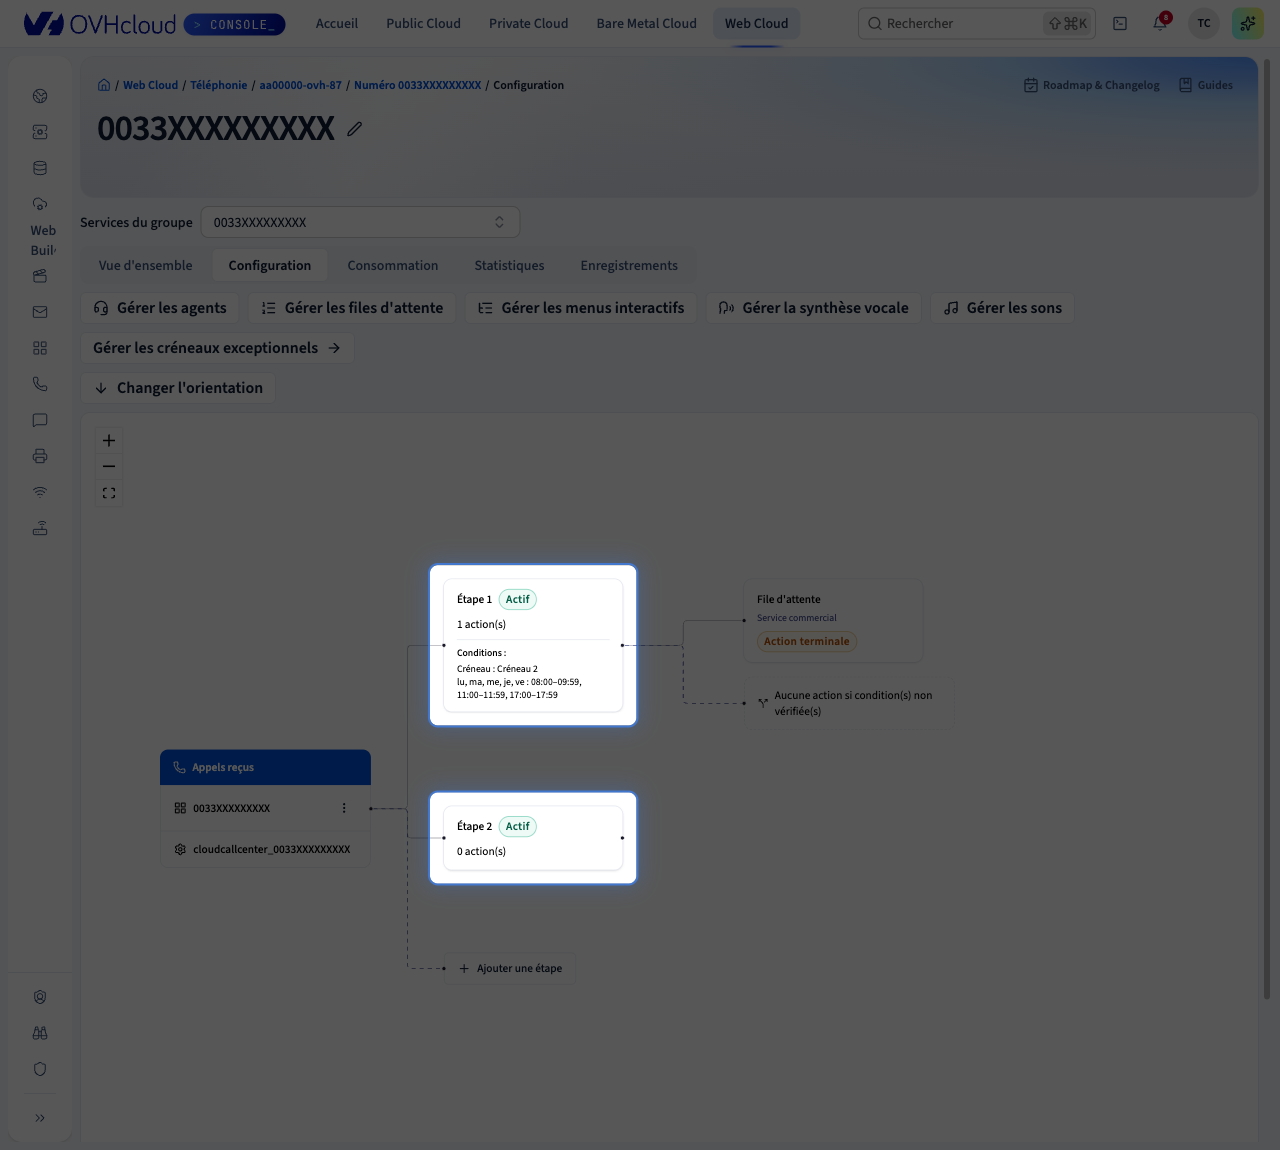 OVHcloud > CONSOLE_ Accueil Public Cloud Private Cloud Bare Metal Cloud Web Cloud Rechercher ⇧⌘K 8 TC
/ Web Cloud / Téléphonie / aa00000-ovh-87 / Numéro 0033XXXXXXXXX / Configuration Roadmap & Changelog Guides
0033XXXXXXXXX
Services du groupe 0033XXXXXXXXX
Web
Buil
Vue d'ensemble Configuration Consommation Statistiques Enregistrements
Gérer les agents Gérer les files d'attente Gérer les menus interactifs Gérer la synthèse vocale Gérer les sons
Gérer les créneaux exceptionnels
Changer l'orientation
Étape 1 Actif
1 action(s)
Conditions :
Créneau : Créneau 2
lu, ma, me, je, ve : 08:00–09:59,
11:00–11:59, 17:00–17:59
File d'attente
Service commercial
Action terminale
Aucune action si condition(s) non
vérifiée(s)
Appels reçus
0033XXXXXXXXX
cloudcallcenter_0033XXXXXXXXX
Étape 2 Actif
0 action(s)
Ajouter une étape